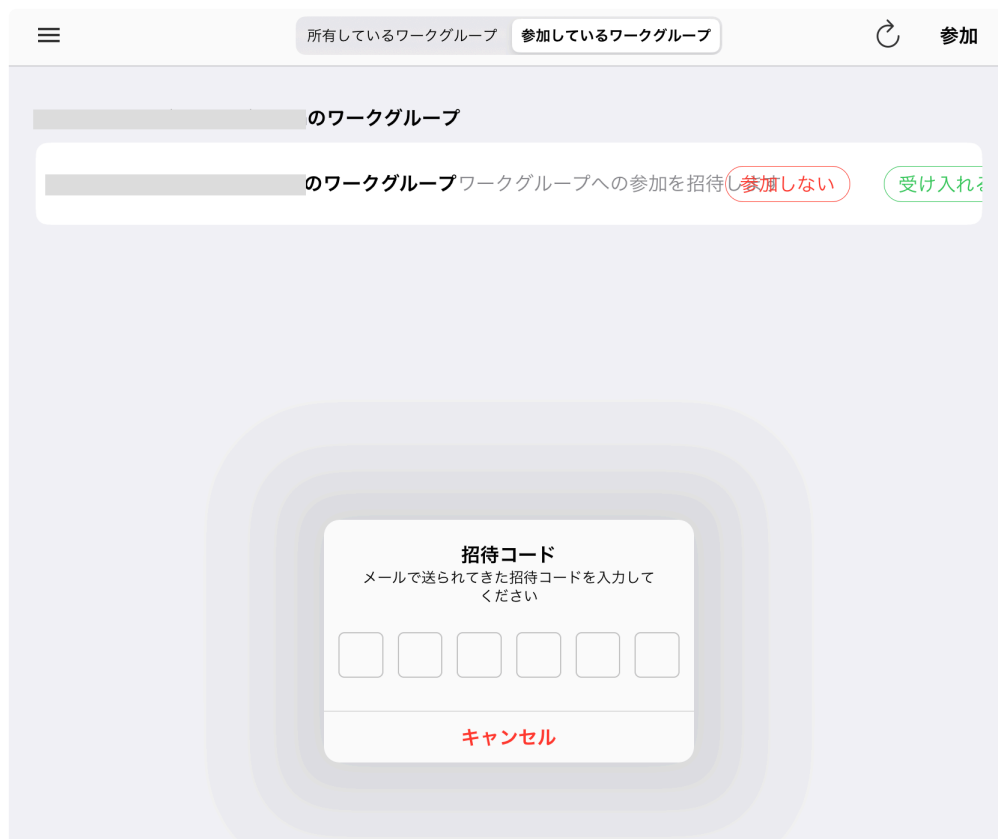 所有しているワークグループ 参加しているワークグループ 参加
のワークグループ
のワークグループワークグループへの参加を招待します 参加しない 受け入れる
招待コード
メールで送られてきた招待コードを入力して
ください
キャンセル